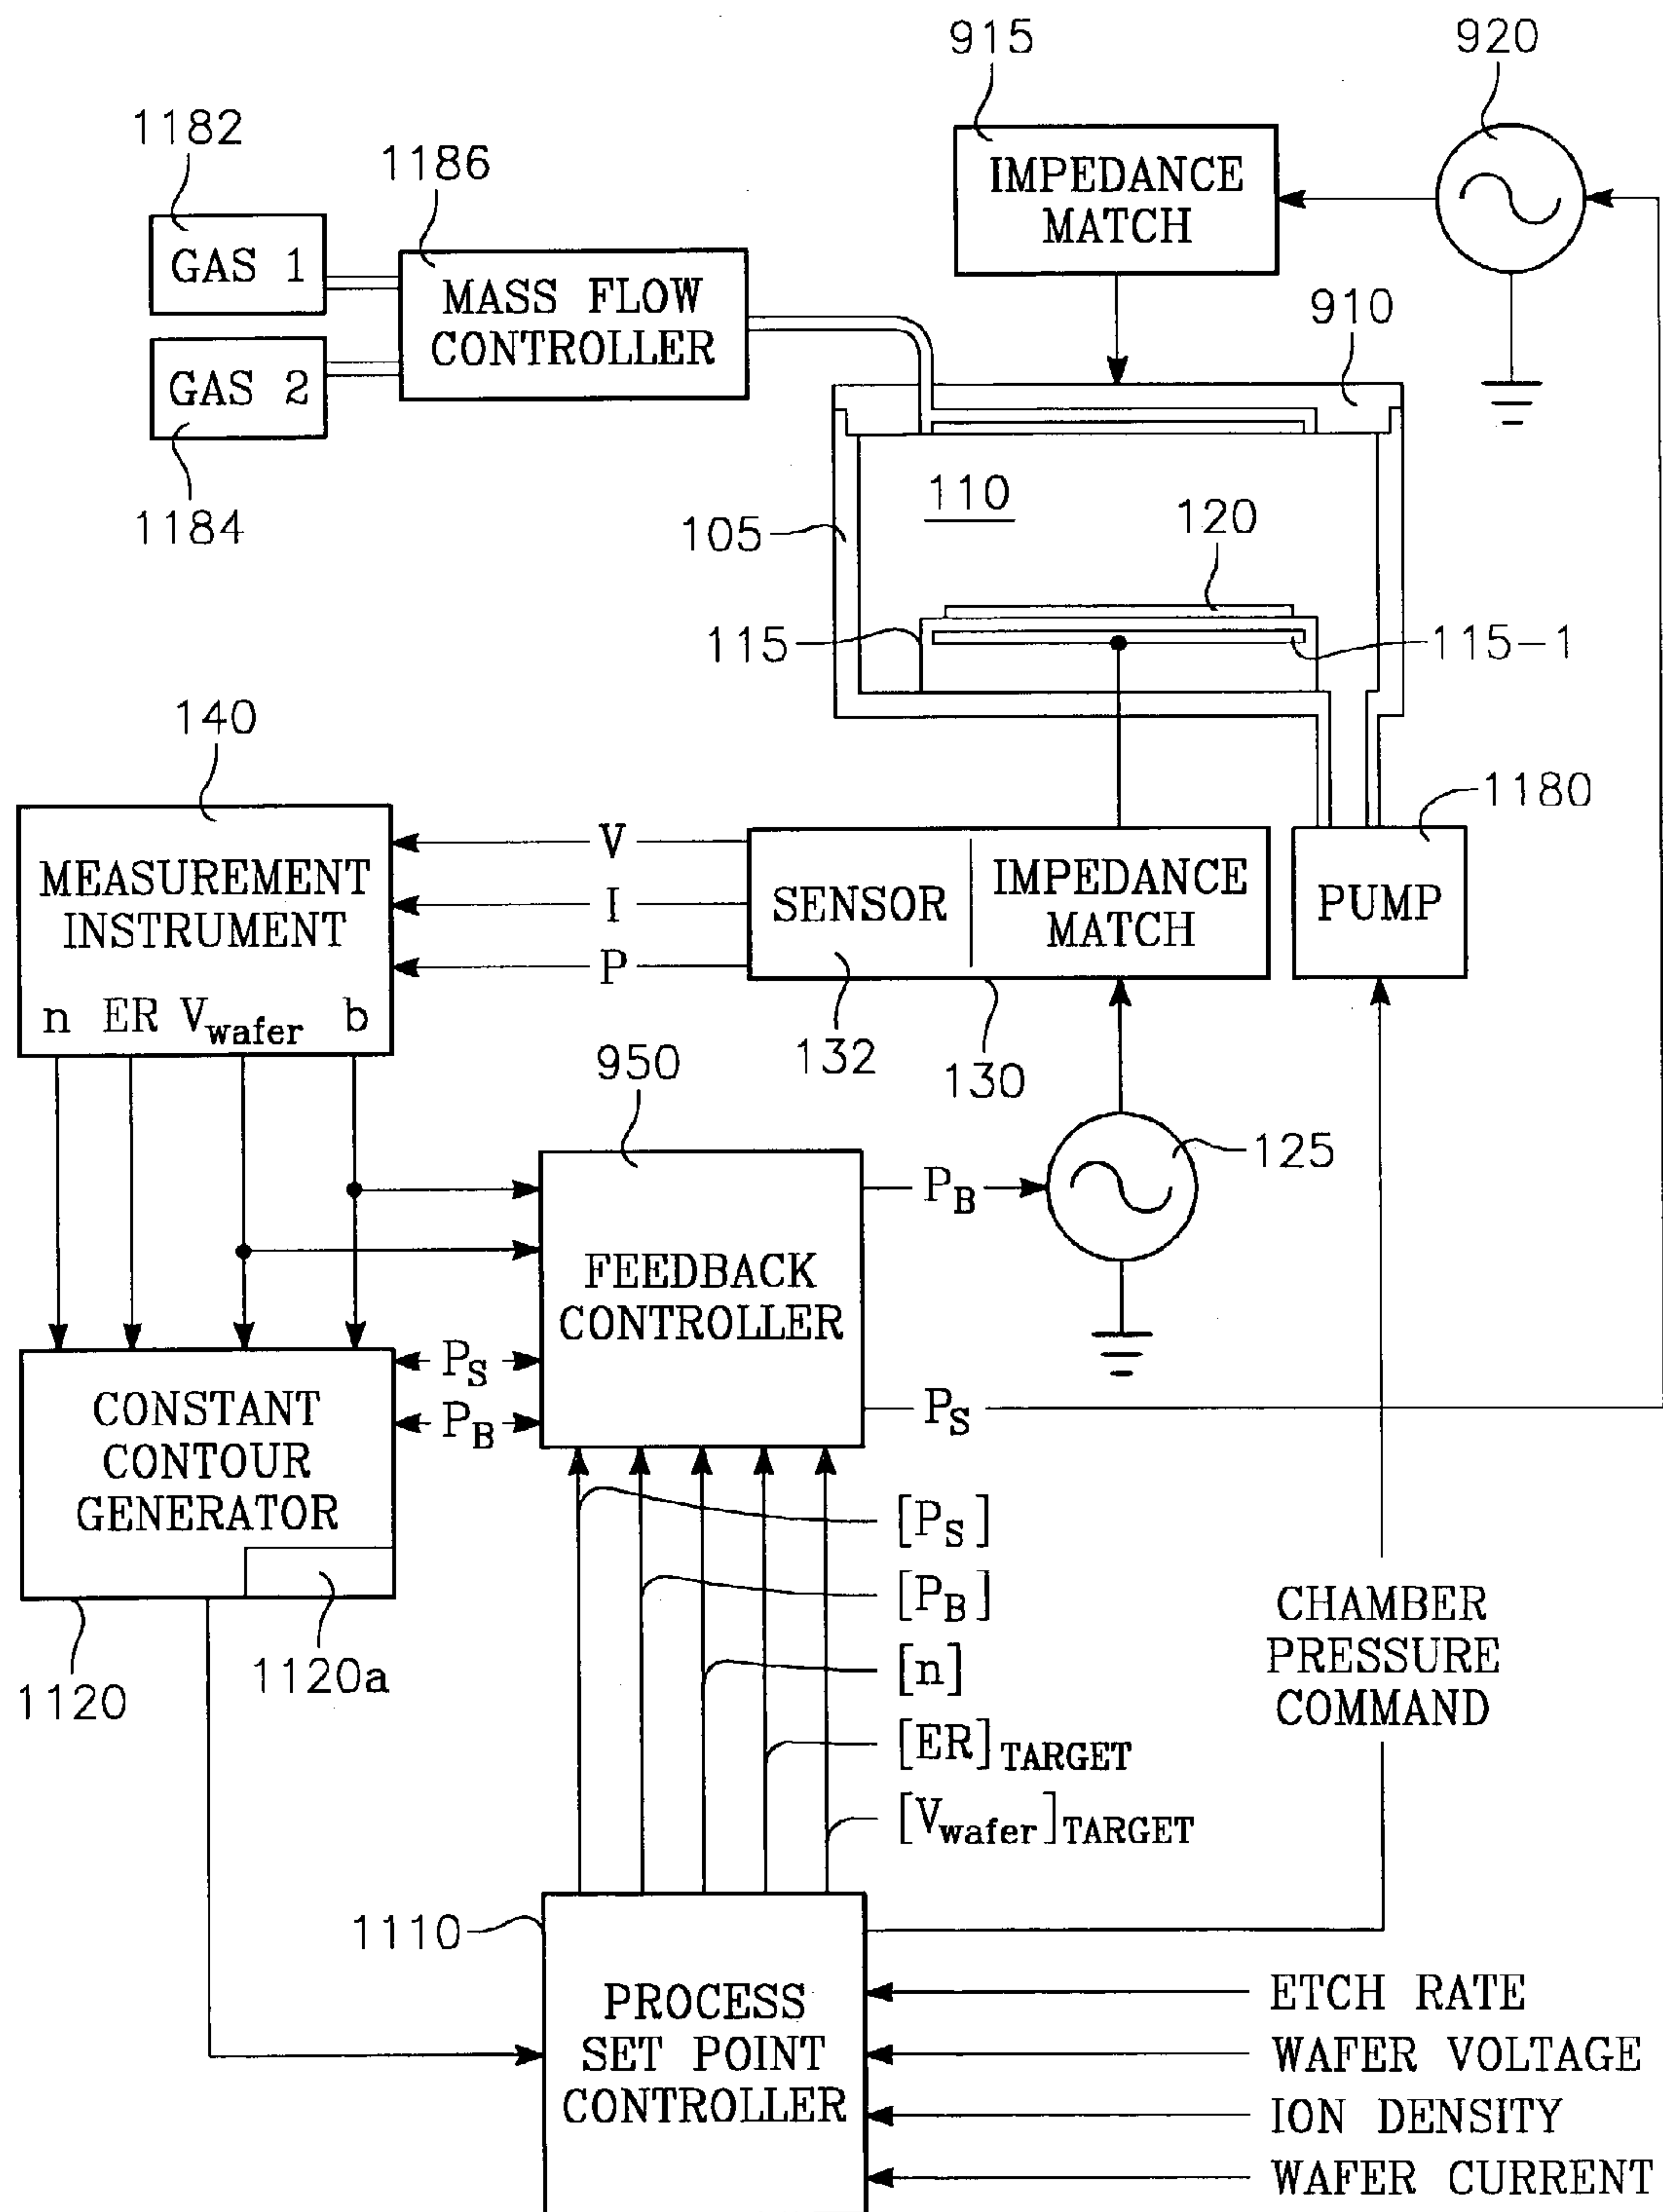 915
920
1182
1186
IMPEDANCE
MATCH
GAS 1
MASS FLOW
CONTROLLER
910
GAS 2
1184
110
105
120
115
115-1
140
1180
MEASUREMENT
INSTRUMENT
V
I
P
SENSOR
IMPEDANCE
MATCH
PUMP
n ER Vwafer b
132
130
950
125
PB
FEEDBACK
CONTROLLER
PS
PB
PS
CONSTANT
CONTOUR
GENERATOR
1120
1120a
[PS]
[PB]
[n]
[ER]TARGET
[Vwafer]TARGET
CHAMBER
PRESSURE
COMMAND
1110
PROCESS
SET POINT
CONTROLLER
ETCH RATE
WAFER VOLTAGE
ION DENSITY
WAFER CURRENT